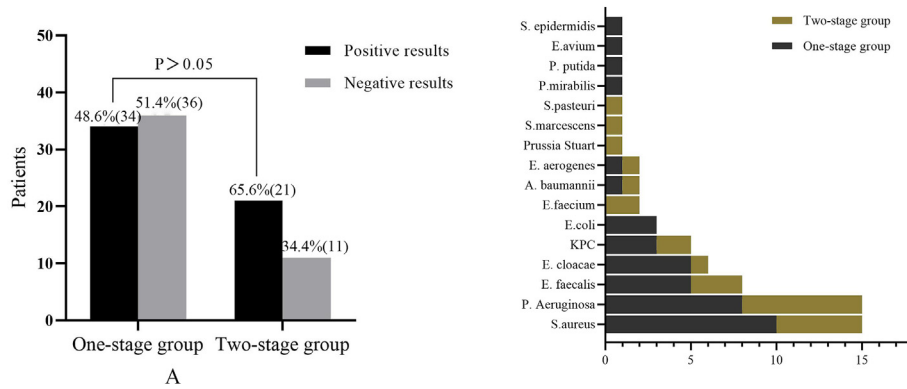 50
40
30
20
10
0
Patients
Positive results
Negative results
P＞0.05
48.6%(34)
51.4%(36)
65.6%(21)
34.4%(11)
One-stage group
Two-stage group
A
S. epidermidis
E.avium
P. putida
P.mirabilis
S.pasteuri
S.marcescens
Prussia Stuart
E. aerogenes
A. baumannii
E.faecium
E.coli
KPC
E. cloacae
E. faecalis
P. Aeruginosa
S.aureus
0
5
10
15
Two-stage group
One-stage group